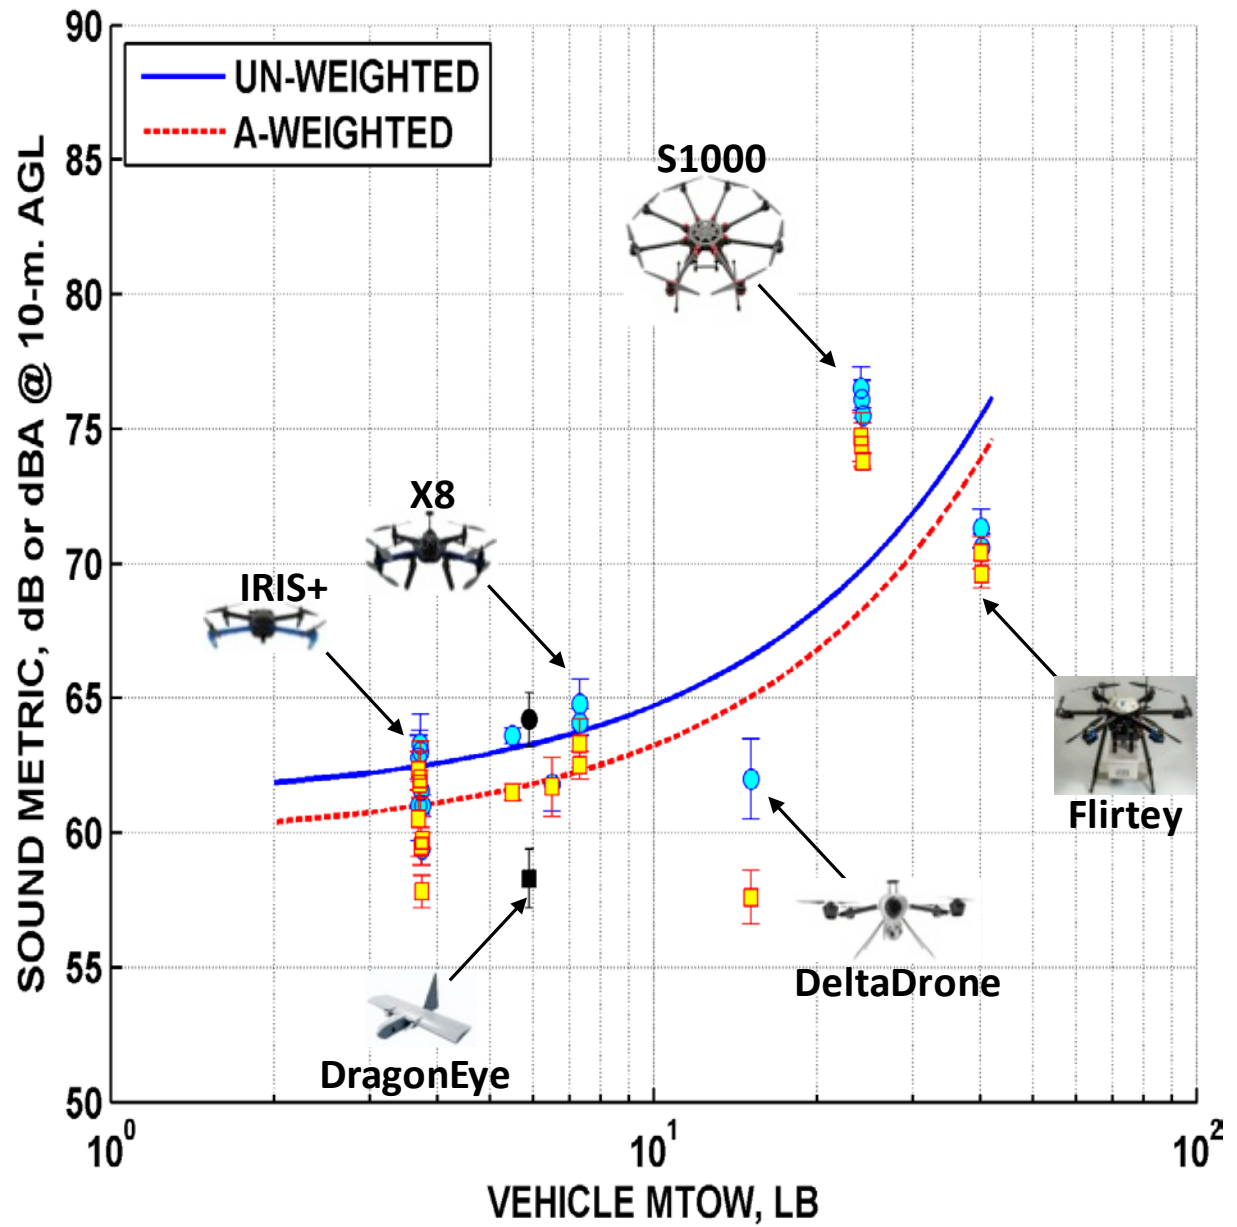 UN-WEIGHTED
A-WEIGHTED
SOUND METRIC, dB or dBA @ 10-m. AGL
90
85
80
75
70
65
60
55
50
S1000
X8
IRIS+
Flirtey
DeltaDrone
DragonEye
10^0
10^1
10^2
VEHICLE MTOW, LB